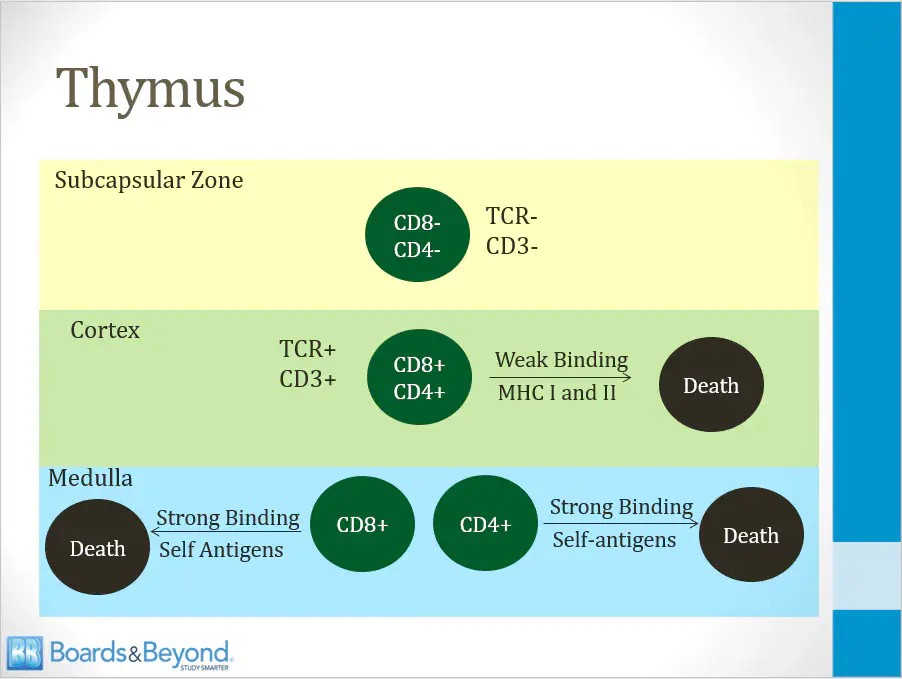 Thymus
Subcapsular Zone
CD8-
CD4-
TCR-
CD3-
Cortex
TCR+
CD3+
CD8+
CD4+
Weak Binding
MHC I and II
Death
Medulla
Death
Strong Binding
Self Antigens
CD8+
CD4+
Strong Binding
Self-antigens
Death
BB
Boards&Beyond.
STUDY SMARTER